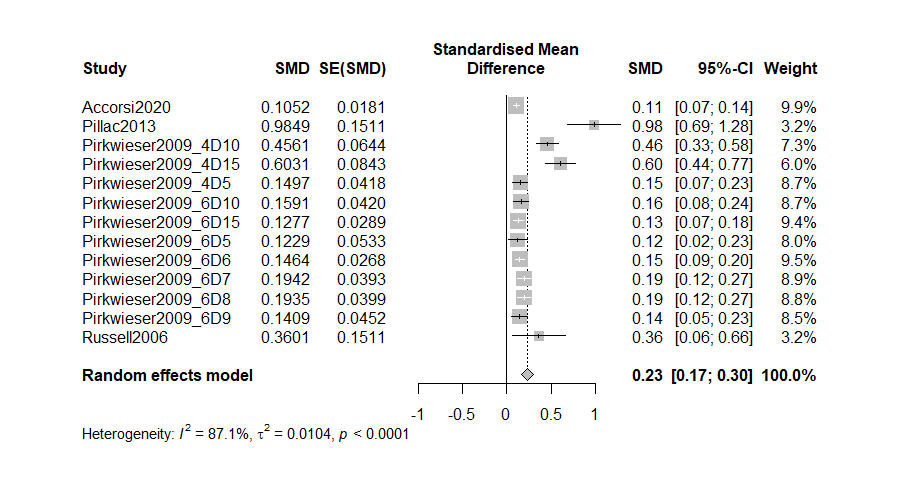 Standardised Mean
Study SMD SE(SMD) Difference SMD 95%-CI Weight
Accorsi2020 0.1052 0.0181 0.11 [0.07; 0.14] 9.9%
Pillac2013 0.9849 0.1511 0.98 [0.69; 1.28] 3.2%
Pirkwieser2009_4D10 0.4561 0.0644 0.46 [0.33; 0.58] 7.3%
Pirkwieser2009_4D15 0.6031 0.0843 0.60 [0.44; 0.77] 6.0%
Pirkwieser2009_4D5 0.1497 0.0418 0.15 [0.07; 0.23] 8.7%
Pirkwieser2009_6D10 0.1591 0.0420 0.16 [0.08; 0.24] 8.7%
Pirkwieser2009_6D15 0.1277 0.0289 0.13 [0.07; 0.18] 9.4%
Pirkwieser2009_6D5 0.1229 0.0533 0.12 [0.02; 0.23] 8.0%
Pirkwieser2009_6D6 0.1464 0.0268 0.15 [0.09; 0.20] 9.5%
Pirkwieser2009_6D7 0.1942 0.0393 0.19 [0.12; 0.27] 8.9%
Pirkwieser2009_6D8 0.1935 0.0399 0.19 [0.12; 0.27] 8.8%
Pirkwieser2009_6D9 0.1409 0.0452 0.14 [0.05; 0.23] 8.5%
Russell2006 0.3601 0.1511 0.36 [0.06; 0.66] 3.2%
Random effects model 0.23 [0.17; 0.30] 100.0%
-1 -0.5 0 0.5 1
Heterogeneity: I² = 87.1%, τ² = 0.0104, p < 0.0001